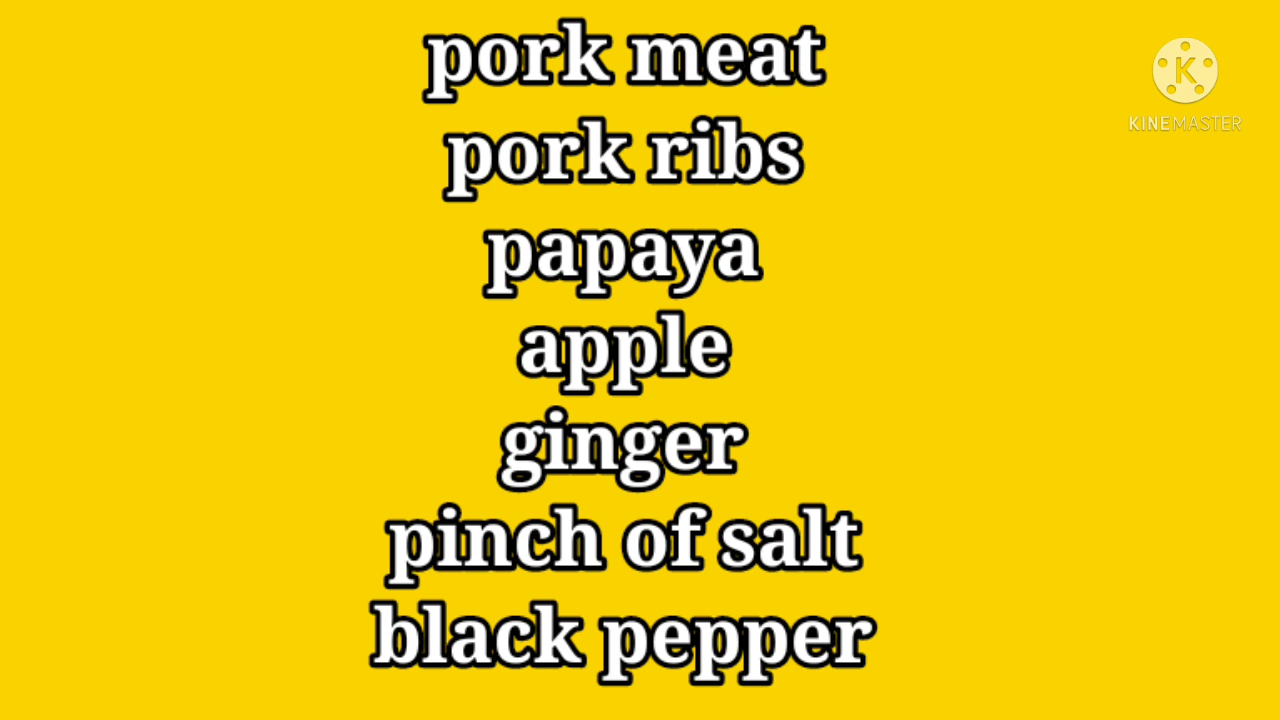 pork meat
pork ribs
papaya
apple
ginger
pinch of salt
black pepper
K
KINEMASTER